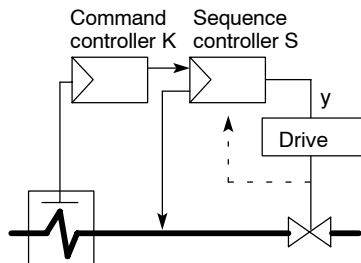 Command
controller K
Sequence
controller S
y
Drive